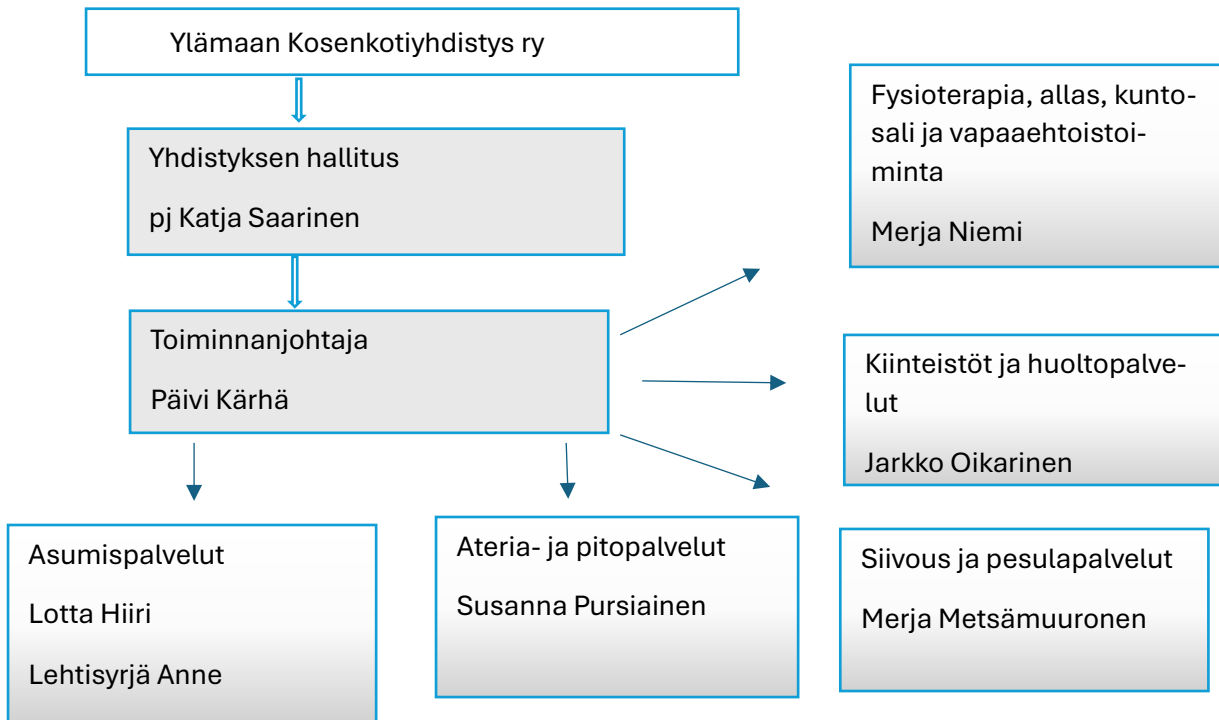 Ylämaan Kosenkotiyhdistys ry
Yhdistyksen hallitus
pj Katja Saarinen
Toiminnanjohtaja
Päivi Kärhä
Fysioterapia, allas, kunto-
sali ja vapaaehtoistoi-
minta
Merja Niemi
Kiinteistöt ja huoltopalve-
lut
Jarkko Oikarinen
Asumispalvelut
Lotta Hiiri
Lehtisyrjä Anne
Ateria- ja pitopalvelut
Susanna Pursiainen
Siivous ja pesulapalvelut
Merja Metsämuuronen